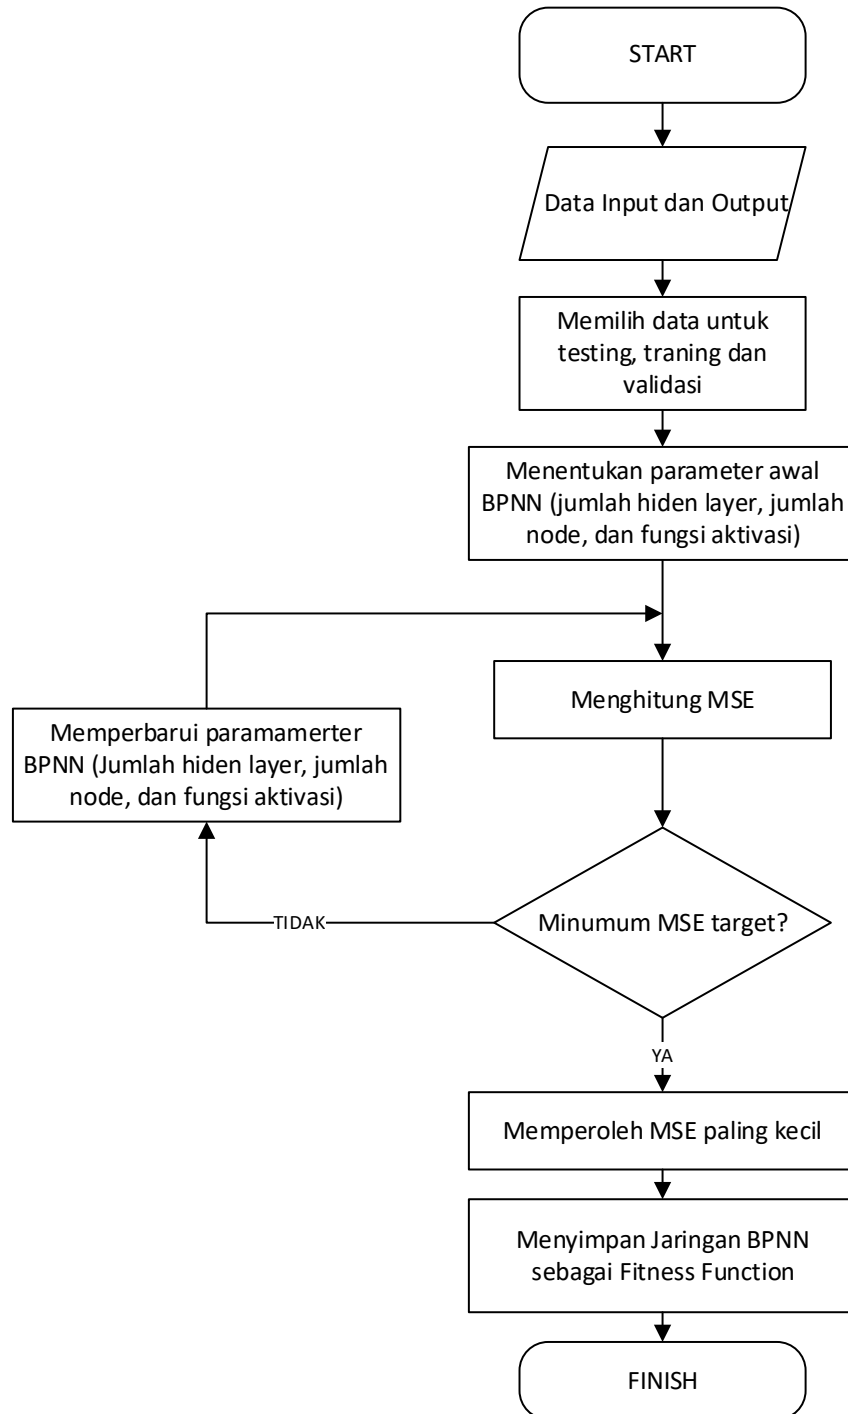 START
Data Input dan Output
Memilih data untuk
testing, traning dan
validasi
Menentukan parameter awal
BPNN (jumlah hiden layer, jumlah
node, dan fungsi aktivasi)
Menghitung MSE
Memperbarui paramamerter
BPNN (Jumlah hiden layer, jumlah
node, dan fungsi aktivasi)
Minumum MSE target?
TIDAK
YA
Memperoleh MSE paling kecil
Menyimpan Jaringan BPNN
sebagai Fitness Function
FINISH